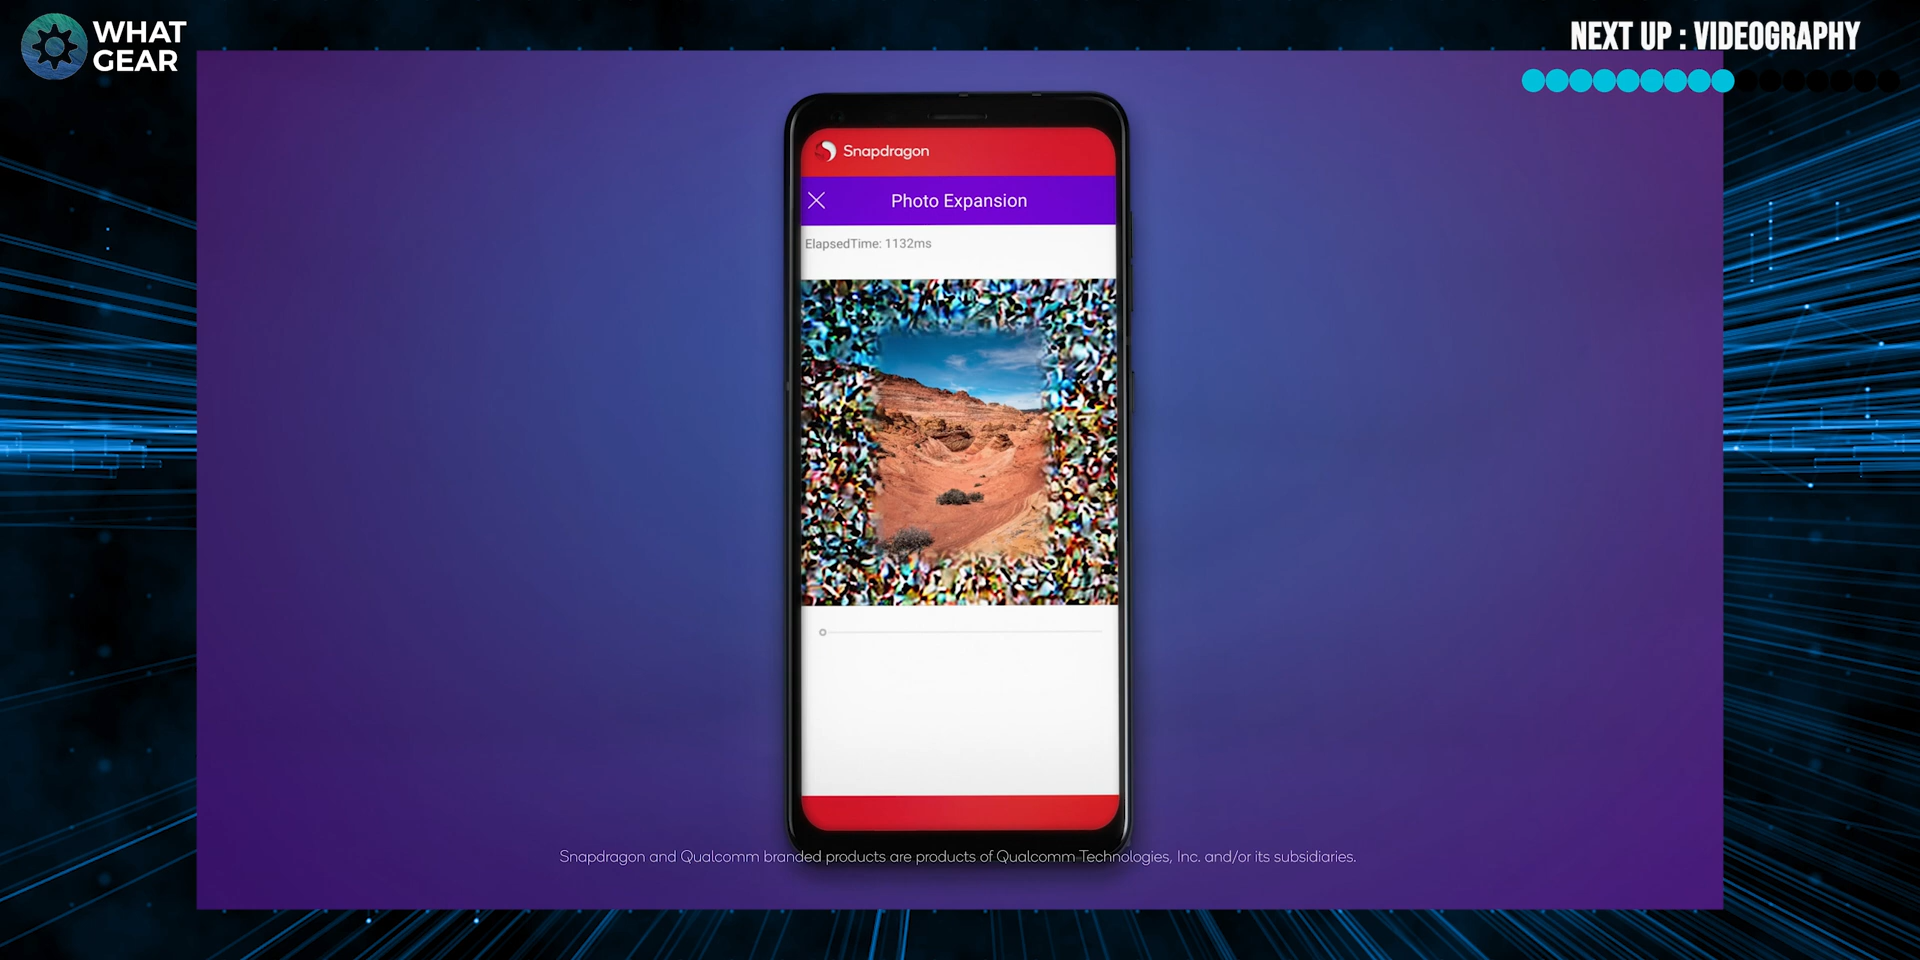 WHAT
GEAR
NEXT UP : VIDEOGRAPHY
Snapdragon
Photo Expansion
ElapsedTime: 1132ms
Snapdragon and Qualcomm branded products are products of Qualcomm Technologies, Inc. and/or its subsidiaries.